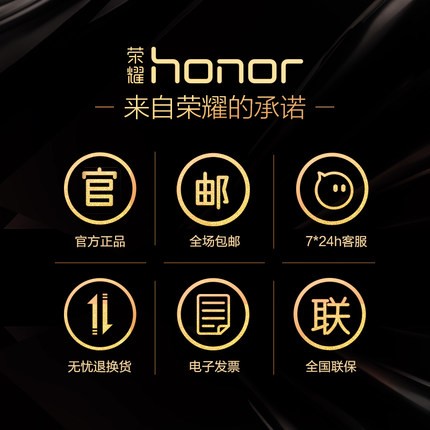 荣耀 honor
来自荣耀的承诺
官 邮
官方正品 全场包邮 7*24h客服
联
无忧退换货 电子发票 全国联保